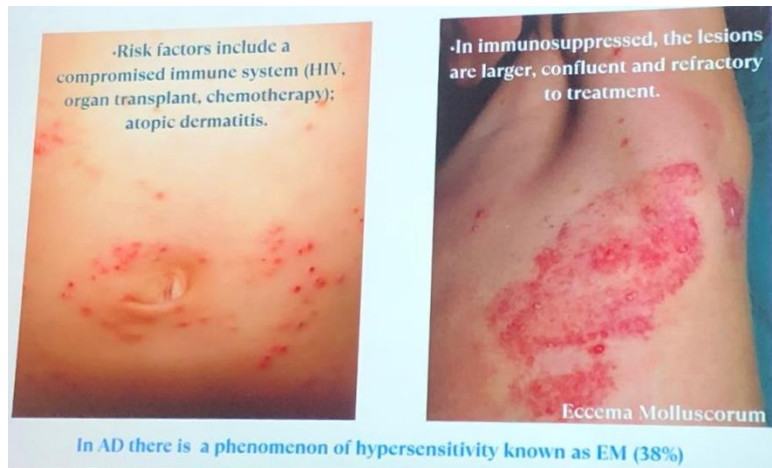 ·Risk factors include a
compromised immune system (HIV,
organ transplant, chemotherapy);
atopic dermatitis.
·In immunosuppressed, the lesions
are larger, confluent and refractory
to treatment.
Eccema Molluscorum
In AD there is a phenomenon of hypersensitivity known as EM (38%)